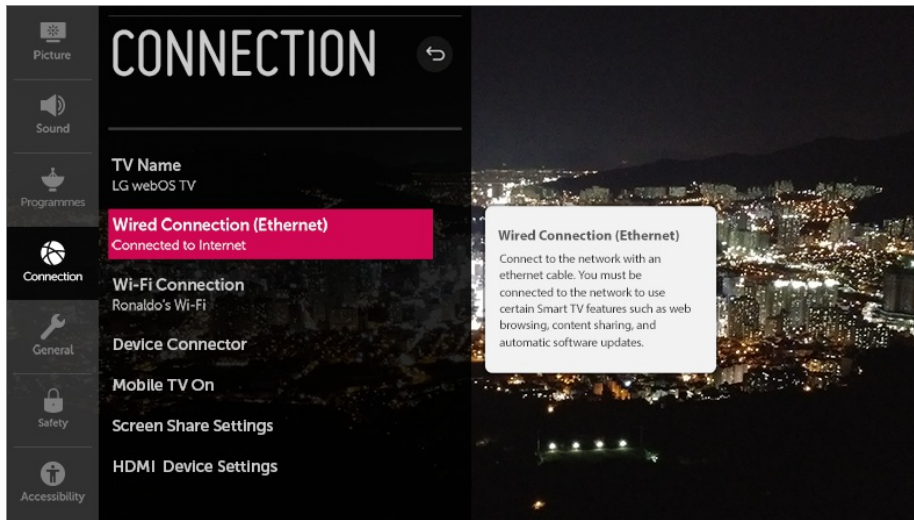 Picture
Sound
Programmes
Connection
General
Safety
Accessibility
CONNECTION
TV Name
LG webOS TV
Wired Connection (Ethernet)
Connected to Internet
Wi-Fi Connection
Ronaldo's Wi-Fi
Device Connector
Mobile TV On
Screen Share Settings
HDMI Device Settings
Wired Connection (Ethernet)
Connect to the network with an
ethernet cable. You must be
connected to the network to use
certain Smart TV features such as web
browsing, content sharing, and
automatic software updates.